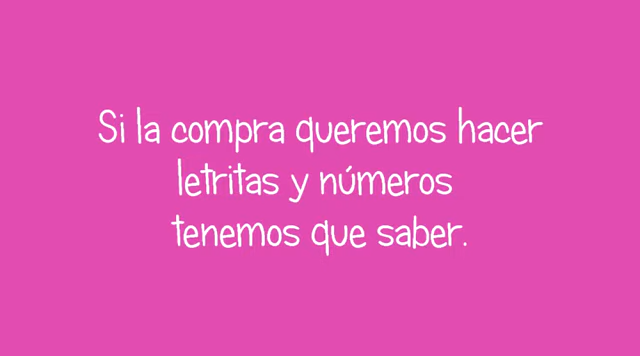 Si la compra queremos hacer
letritas y números
tenemos que saber.